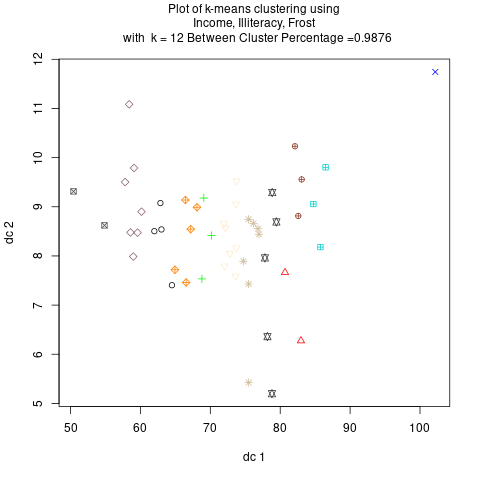 Plot of k-means clustering using
Income, Illiteracy, Frost
with k = 12 Between Cluster Percentage =0.9876
12
11
10
9
8
7
6
5
dc 2
50 60 70 80 90 100
dc 1